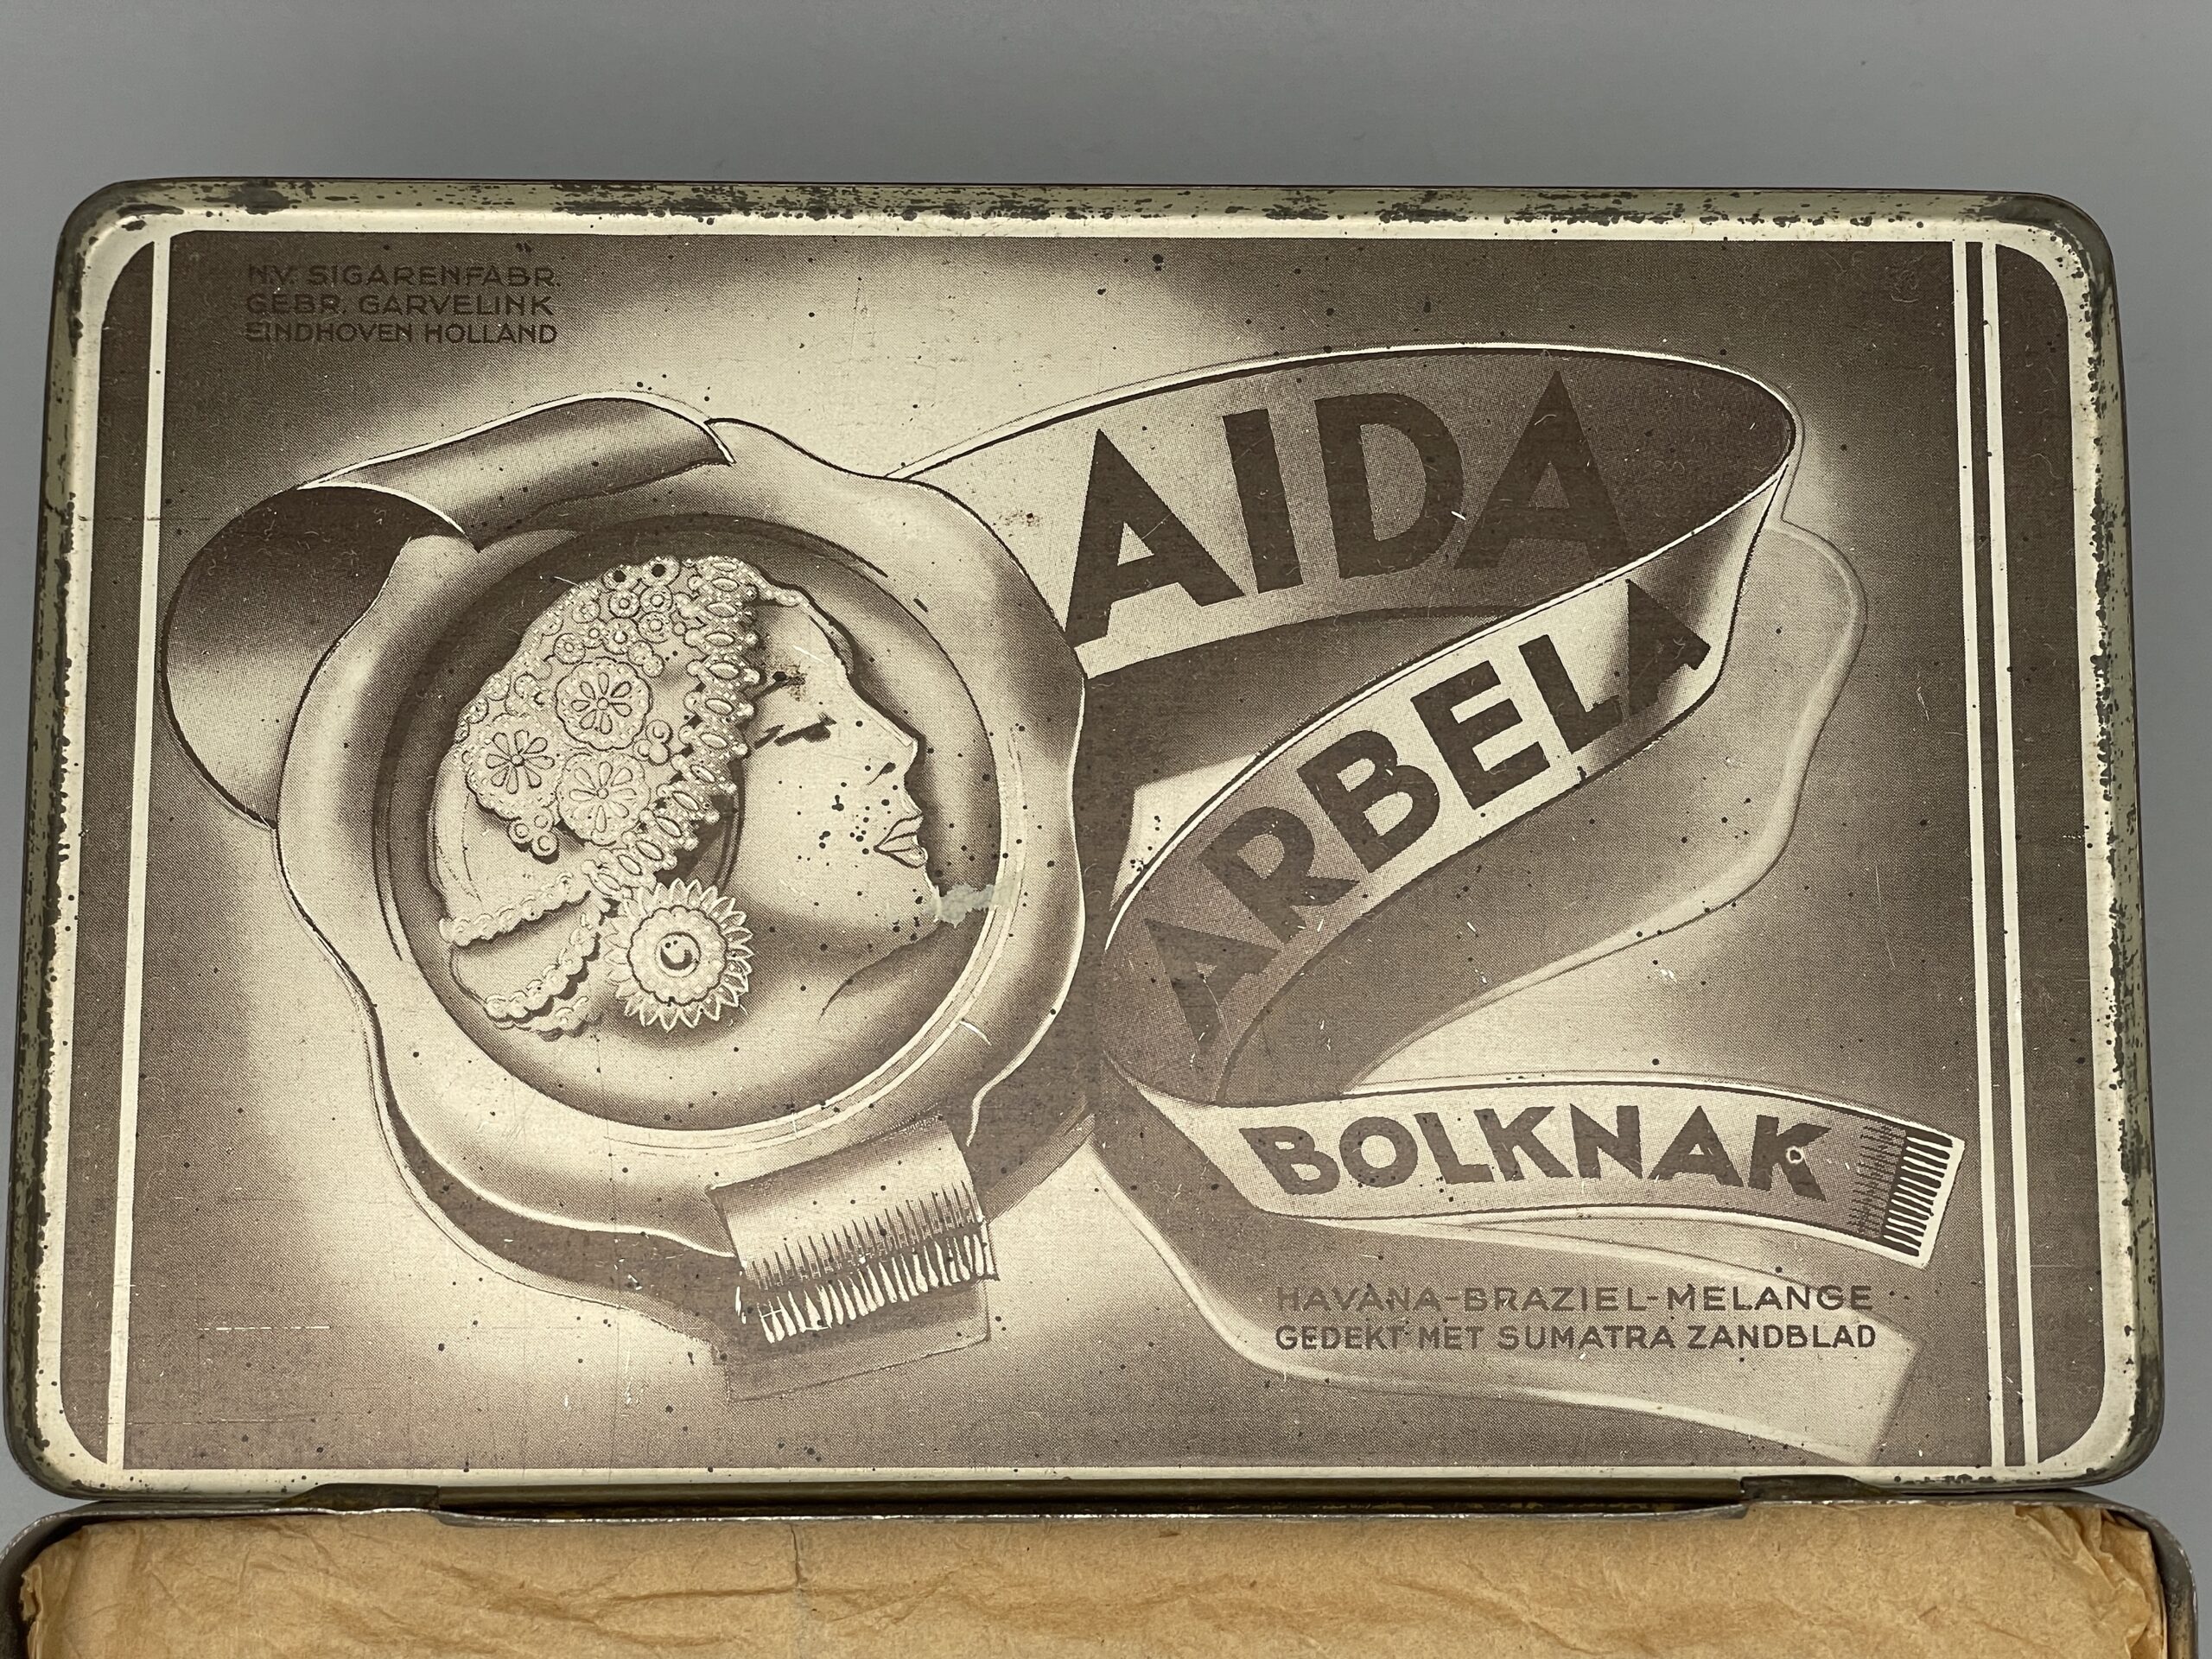 N.V. SIGARENFABR.
GEBR. GARVELINK
EINDHOVEN HOLLAND
AIDA
ARBELA
BOLKNAK
HAVANA-BRAZIEL-MELANGE
GEDEKT MET SUMATRA ZANDBLAD